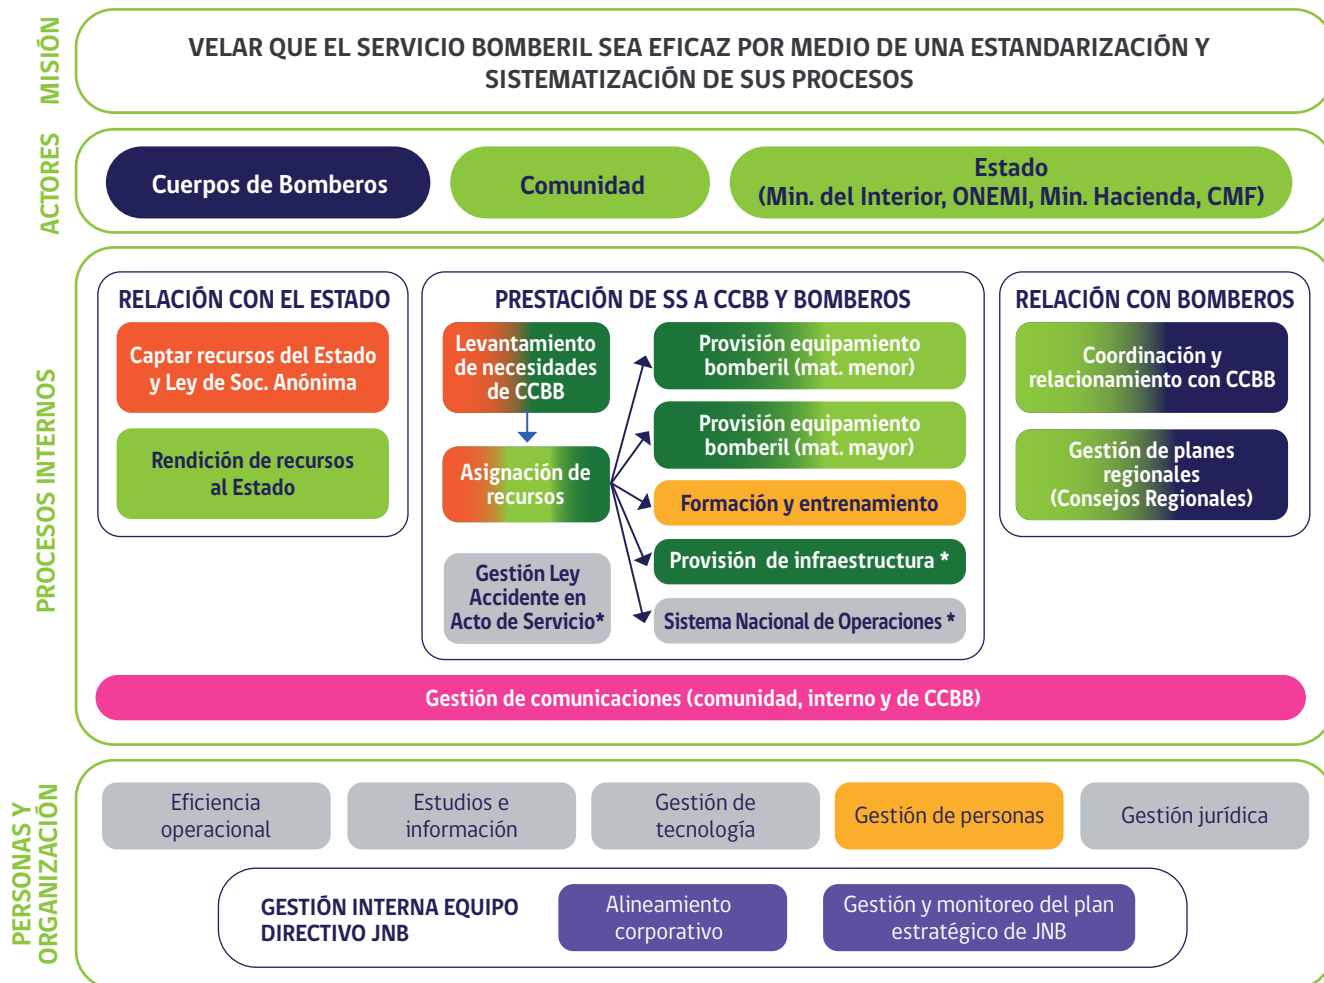 MISIÓN
VELAR QUE EL SERVICIO BOMBERIL SEA EFICAZ POR MEDIO DE UNA ESTANDARIZACIÓN Y
SISTEMATIZACIÓN DE SUS PROCESOS
ACTORES
Cuerpos de Bomberos
Comunidad
Estado
(Min. del Interior, ONEMI, Min. Hacienda, CMF)
PROCESOS INTERNOS
RELACIÓN CON EL ESTADO
Captar recursos del Estado
y Ley de Soc. Anónima
Rendición de recursos
al Estado
PRESTACIÓN DE SS A CCBB Y BOMBEROS
Levantamiento
de necesidades
de CCBB
Asignación de
recursos
Gestión Ley
Accidente en
Acto de Servicio*
Provisión equipamiento
bomberil (mat. menor)
Provisión equipamiento
bomberil (mat. mayor)
Formación y entrenamiento
Provisión de infraestructura *
Sistema Nacional de Operaciones *
RELACIÓN CON BOMBEROS
Coordinación y
relacionamiento con CCBB
Gestión de planes
regionales
(Consejos Regionales)
Gestión de comunicaciones (comunidad, interno y de CCBB)
PERSONAS Y
ORGANIZACIÓN
Eficiencia
operacional
Estudios e
información
Gestión de
tecnología
Gestión de personas
Gestión jurídica
GESTIÓN INTERNA EQUIPO
DIRECTIVO JNB
Alineamiento
corporativo
Gestión y monitoreo del plan
estratégico de JNB